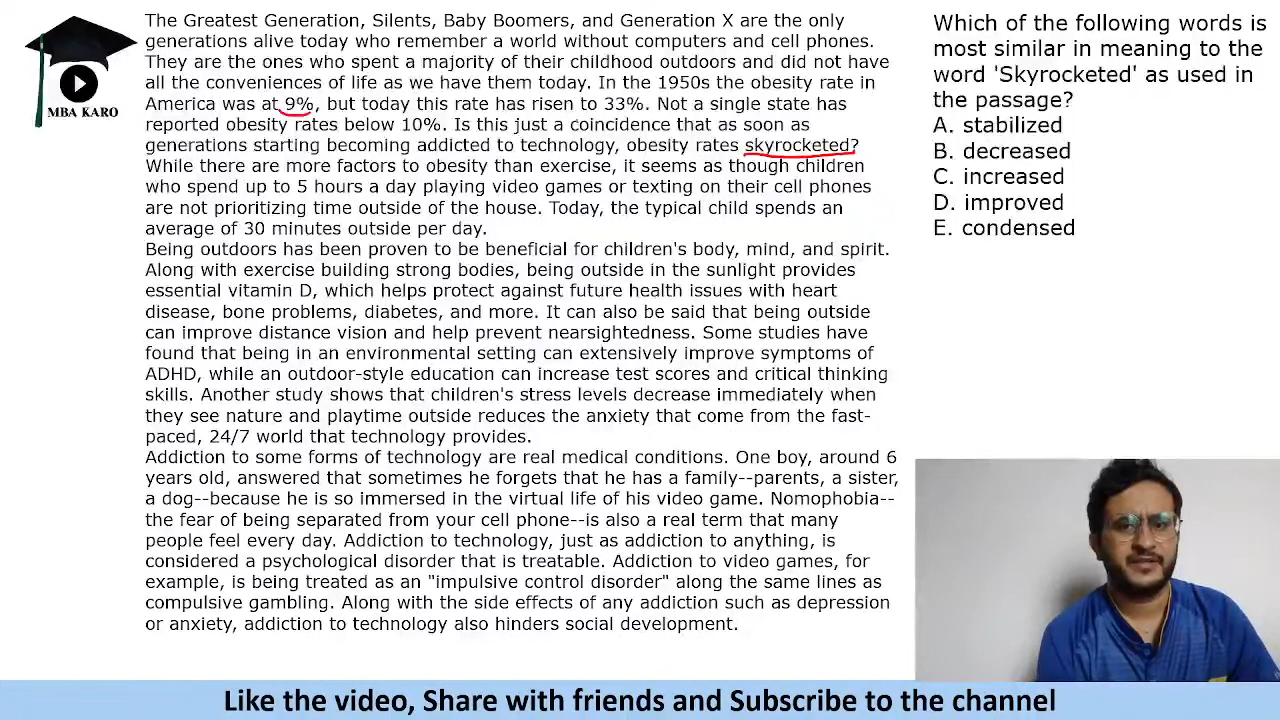 The Greatest Generation, Silents, Baby Boomers, and Generation X are the only
generations alive today who remember a world without computers and cell phones.
They are the ones who spent a majority of their childhood outdoors and did not have
all the conveniences of life as we have them today. In the 1950s the obesity rate in
America was at 9%, but today this rate has risen to 33%. Not a single state has
reported obesity rates below 10%. Is this just a coincidence that as soon as
generations starting becoming addicted to technology, obesity rates skyrocketed?
While there are more factors to obesity than exercise, it seems as though children
who spend up to 5 hours a day playing video games or texting on their cell phones
are not prioritizing time outside of the house. Today, the typical child spends an
average of 30 minutes outside per day.
Being outdoors has been proven to be beneficial for children's body, mind, and spirit.
Along with exercise building strong bodies, being outside in the sunlight provides
essential vitamin D, which helps protect against future health issues with heart
disease, bone problems, diabetes, and more. It can also be said that being outside
can improve distance vision and help prevent nearsightedness. Some studies have
found that being in an environmental setting can extensively improve symptoms of
ADHD, while an outdoor-style education can increase test scores and critical thinking
skills. Another study shows that children's stress levels decrease immediately when
they see nature and playtime outside reduces the anxiety that come from the fast-
paced, 24/7 world that technology provides.
Addiction to some forms of technology are real medical conditions. One boy, around 6
years old, answered that sometimes he forgets that he has a family--parents, a sister,
a dog--because he is so immersed in the virtual life of his video game. Nomophobia--
the fear of being separated from your cell phone--is also a real term that many
people feel every day. Addiction to technology, just as addiction to anything, is
considered a psychological disorder that is treatable. Addiction to video games, for
example, is being treated as an "impulsive control disorder" along the same lines as
compulsive gambling. Along with the side effects of any addiction such as depression
or anxiety, addiction to technology also hinders social development.
Which of the following words is
most similar in meaning to the
word 'Skyrocketed' as used in
the passage?
A. stabilized
B. decreased
C. increased
D. improved
E. condensed
MBA KARO
Like the video, Share with friends and Subscribe to the channel